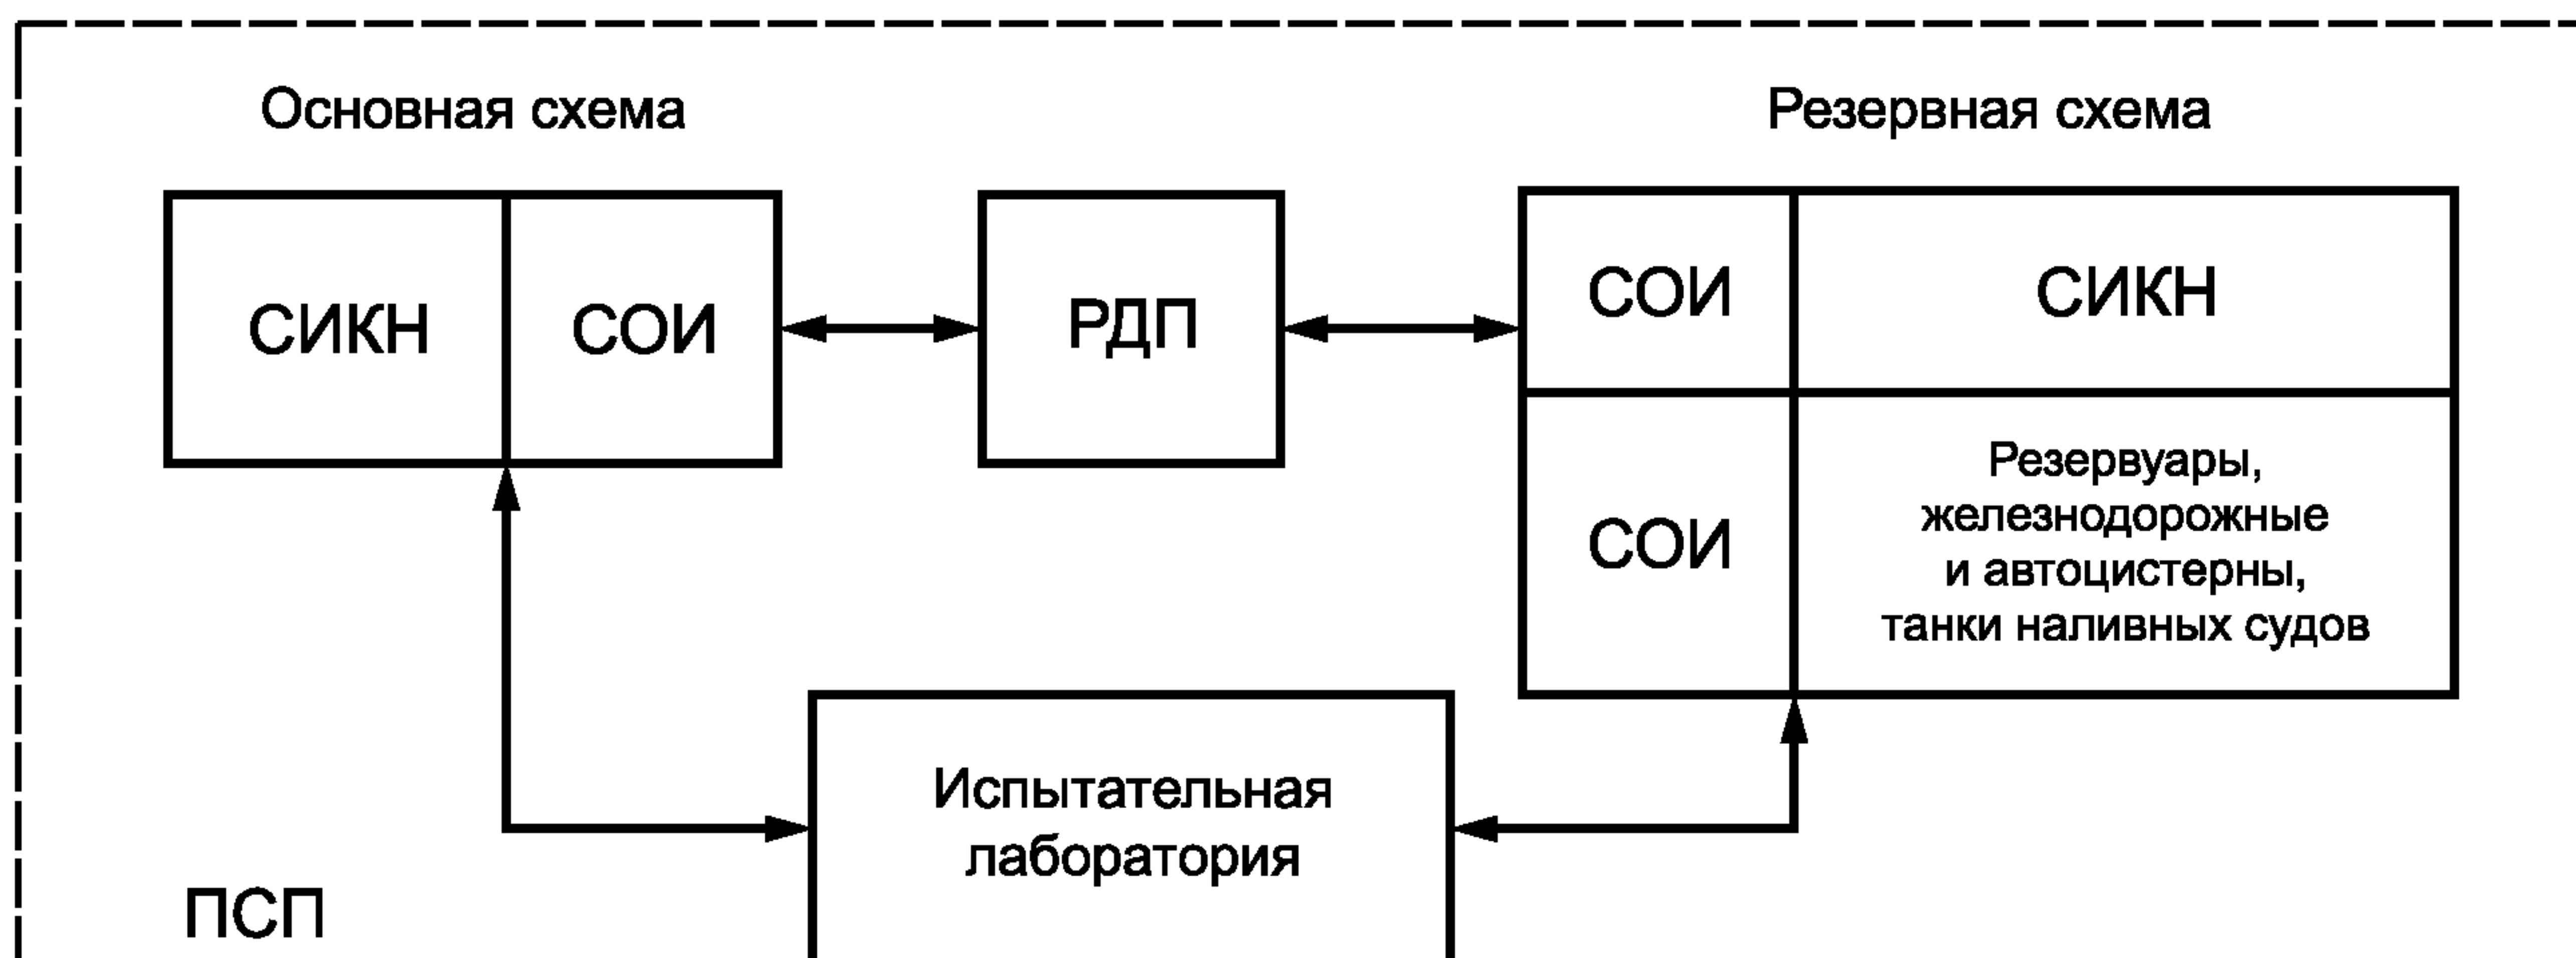 Основная схема
Резервная схема
СИКН
СОИ
РДП
СОИ
СИКН
СОИ
Резервуары,
железнодорожные
и автоцистерны,
танки наливных судов
Испытательная
лаборатория
ПСП